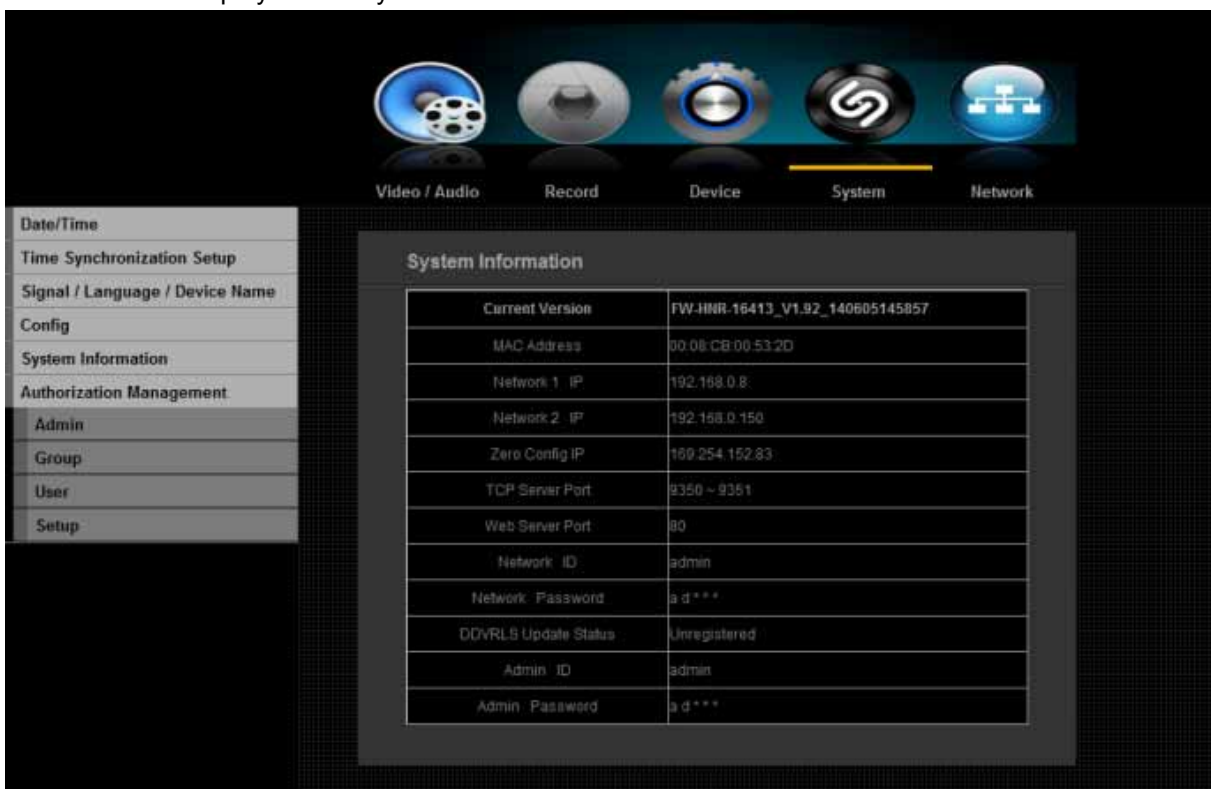 Video / Audio Record Device System Network
Date/Time
Time Synchronization Setup
Signal / Language / Device Name
Config
System Information
Authorization Management
Admin
Group
User
Setup
System Information
Current Version FW-HNR-16413_V1.92_140605145857
MAC Address 00:08:CB:00:53:2D
Network 1 IP 192.168.0.8
Network 2 IP 192.168.0.150
Zero Config IP 169.254.152.83
TCP Server Port 9350 ~ 9351
Web Server Port 80
Network ID admin
Network Password a d * * *
DDVRLS Update Status Unregistered
Admin ID admin
Admin Password a d * * *